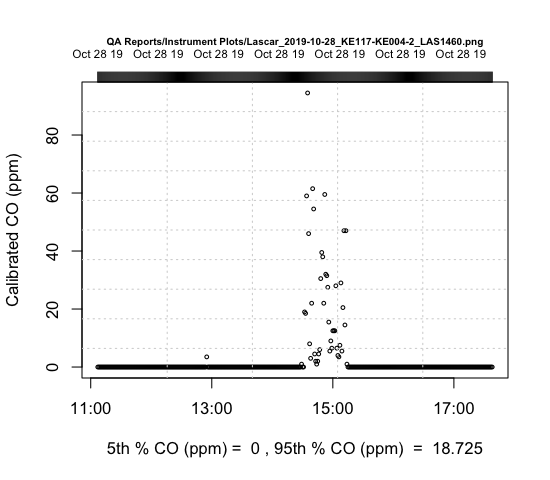 QA Reports/Instrument Plots/Lascar_2019-10-28_KE117-KE004-2_LAS1460.png
Oct 28 19 Oct 28 19 Oct 28 19 Oct 28 19 Oct 28 19 Oct 28 19 Oct 28 19
Calibrated CO (ppm)
80
60
40
20
0
11:00 13:00 15:00 17:00
5th % CO (ppm) = 0 , 95th % CO (ppm) = 18.725